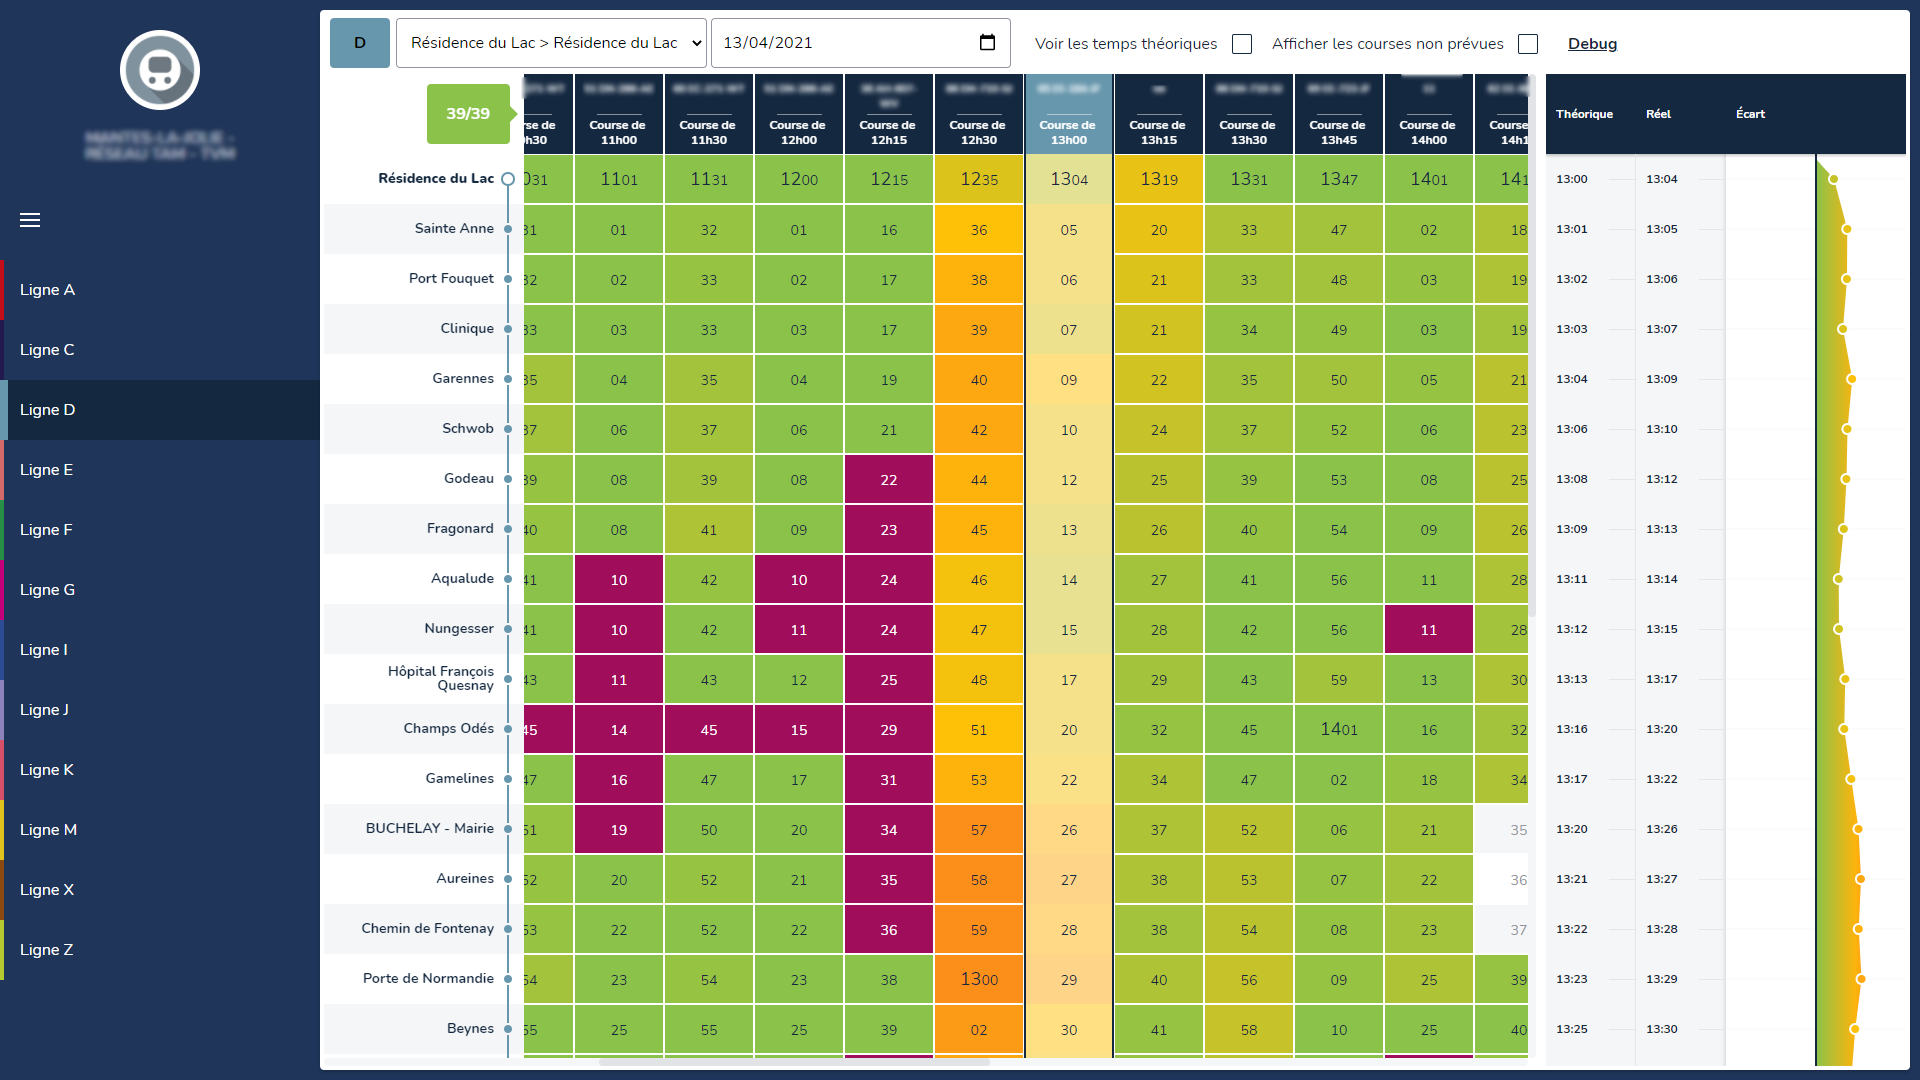 D
Résidence du Lac > Résidence du Lac
13/04/2021
Voir les temps théoriques
Afficher les courses non prévues
Debug
MANTES-LA-JOLIE -
RÉSEAU TAM - TVM
Ligne A
Ligne C
Ligne D
Ligne E
Ligne F
Ligne G
Ligne I
Ligne J
Ligne K
Ligne M
Ligne X
Ligne Z
39/39
Course de 11h00
Course de 11h30
Course de 12h00
Course de 12h15
Course de 12h30
Course de 13h00
Course de 13h15
Course de 13h30
Course de 13h45
Course de 14h00
Course
Théorique Réel Écart
Résidence du Lac 1101 1131 1200 1215 1235 1304 1319 1331 1347 1401 13:00 13:04
Sainte Anne 31 01 32 01 16 36 05 20 33 47 02 18 13:01 13:05
Port Fouquet 32 02 33 02 17 38 06 21 33 48 03 19 13:02 13:06
Clinique 33 03 33 03 17 39 07 21 34 49 03 19 13:03 13:07
Garennes 35 04 35 04 19 40 09 22 35 50 05 21 13:04 13:09
Schwob 37 06 37 06 21 42 10 24 37 52 06 23 13:06 13:10
Godeau 39 08 39 08 22 44 12 25 39 53 08 25 13:08 13:12
Fragonard 40 08 41 09 23 45 13 26 40 54 09 26 13:09 13:13
Aqualude 41 10 42 10 24 46 14 27 41 56 11 28 13:11 13:14
Nungesser 41 10 42 11 24 47 15 28 42 56 11 28 13:12 13:15
Hôpital François Quesnay 43 11 43 12 25 48 17 29 43 59 13 30 13:13 13:17
Champs Odés 45 14 45 15 29 51 20 32 45 1401 16 32 13:16 13:20
Gamelines 47 16 47 17 31 53 22 34 47 02 18 34 13:17 13:22
BUCHELAY - Mairie 51 19 50 20 34 57 26 37 52 06 21 35 13:20 13:26
Aureines 52 20 52 21 35 58 27 38 53 07 22 36 13:21 13:27
Chemin de Fontenay 53 22 52 22 36 59 28 38 54 08 23 37 13:22 13:28
Porte de Normandie 54 23 54 23 38 1300 29 40 56 09 25 39 13:23 13:29
Beynes 55 25 55 25 39 02 30 41 58 10 25 40 13:25 13:30